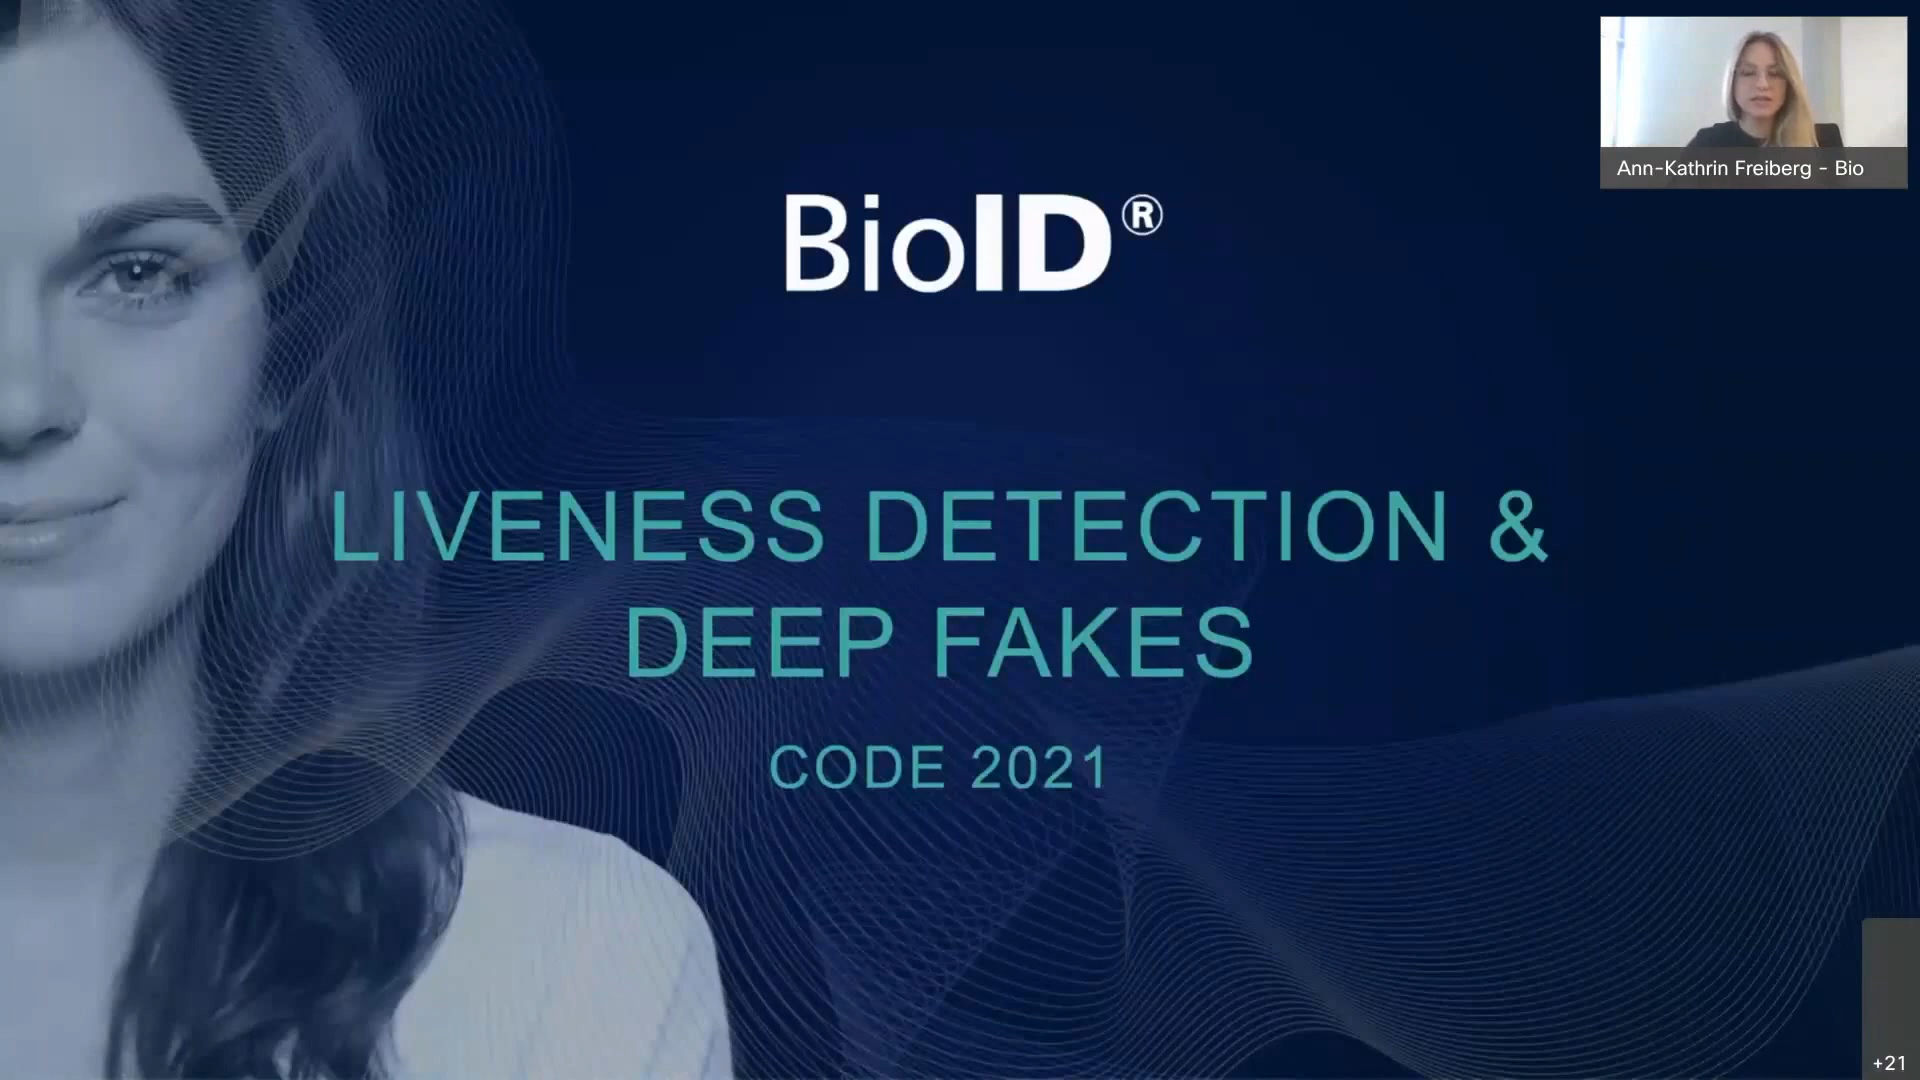 BioID®
LIVENESS DETECTION &
DEEP FAKES
CODE 2021
Ann-Kathrin Freiberg - Bio
+21